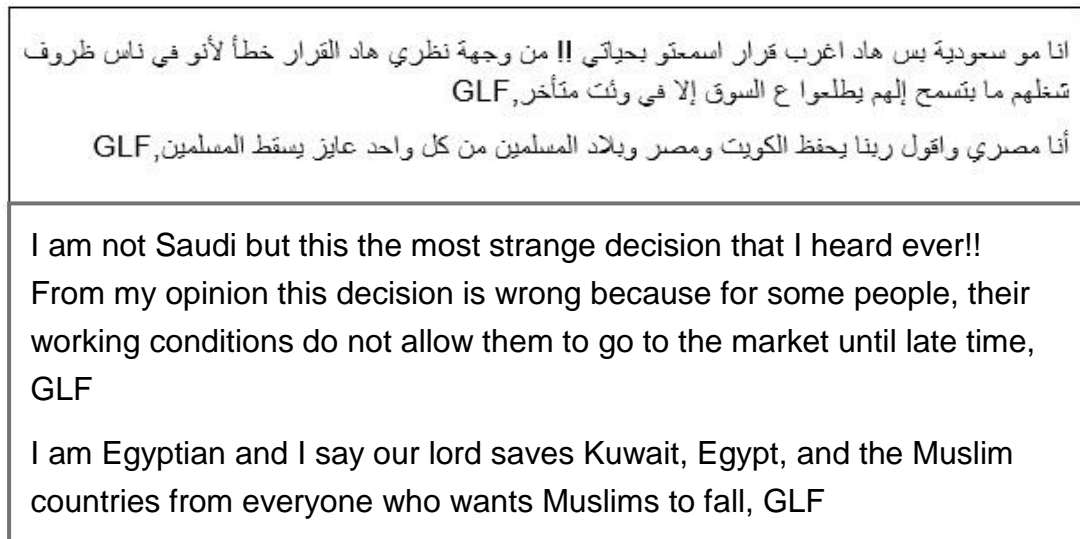 انا مو سعودية بس هاد اغرب قرار اسمعتو بحياتي !! من وجهة نظري هاد القرار خطأ لأنو في ناس ظروف
شغلهم ما بتسمح إلهم يطلعوا ع السوق إلا في وئت متأخر,GLF
أنا مصري واقول ربنا يحفظ الكويت ومصر وبلاد المسلمين من كل واحد عايز يسقط المسلمين,GLF
I am not Saudi but this the most strange decision that I heard ever!!
From my opinion this decision is wrong because for some people, their
working conditions do not allow them to go to the market until late time,
GLF
I am Egyptian and I say our lord saves Kuwait, Egypt, and the Muslim
countries from everyone who wants Muslims to fall, GLF